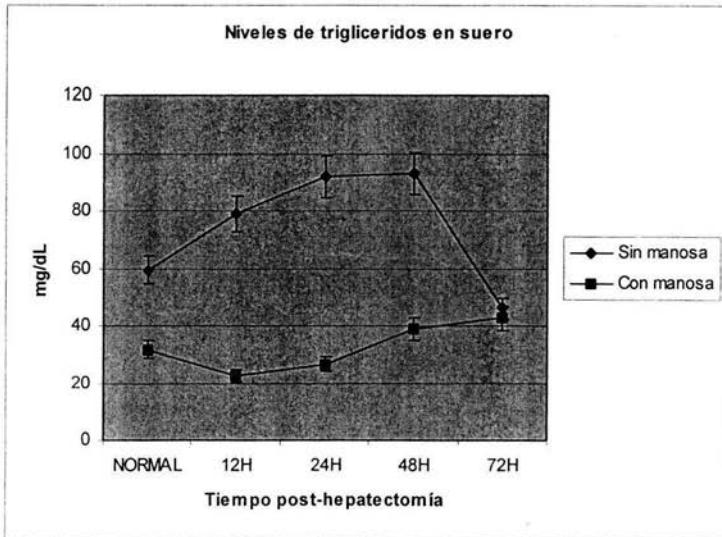 Niveles de trigliceridos en suero
120
100
80
60
40
20
0
mg/dL
NORMAL 12H 24H 48H 72H
Tiempo post-hepatectomía
Sin manosa
Con manosa